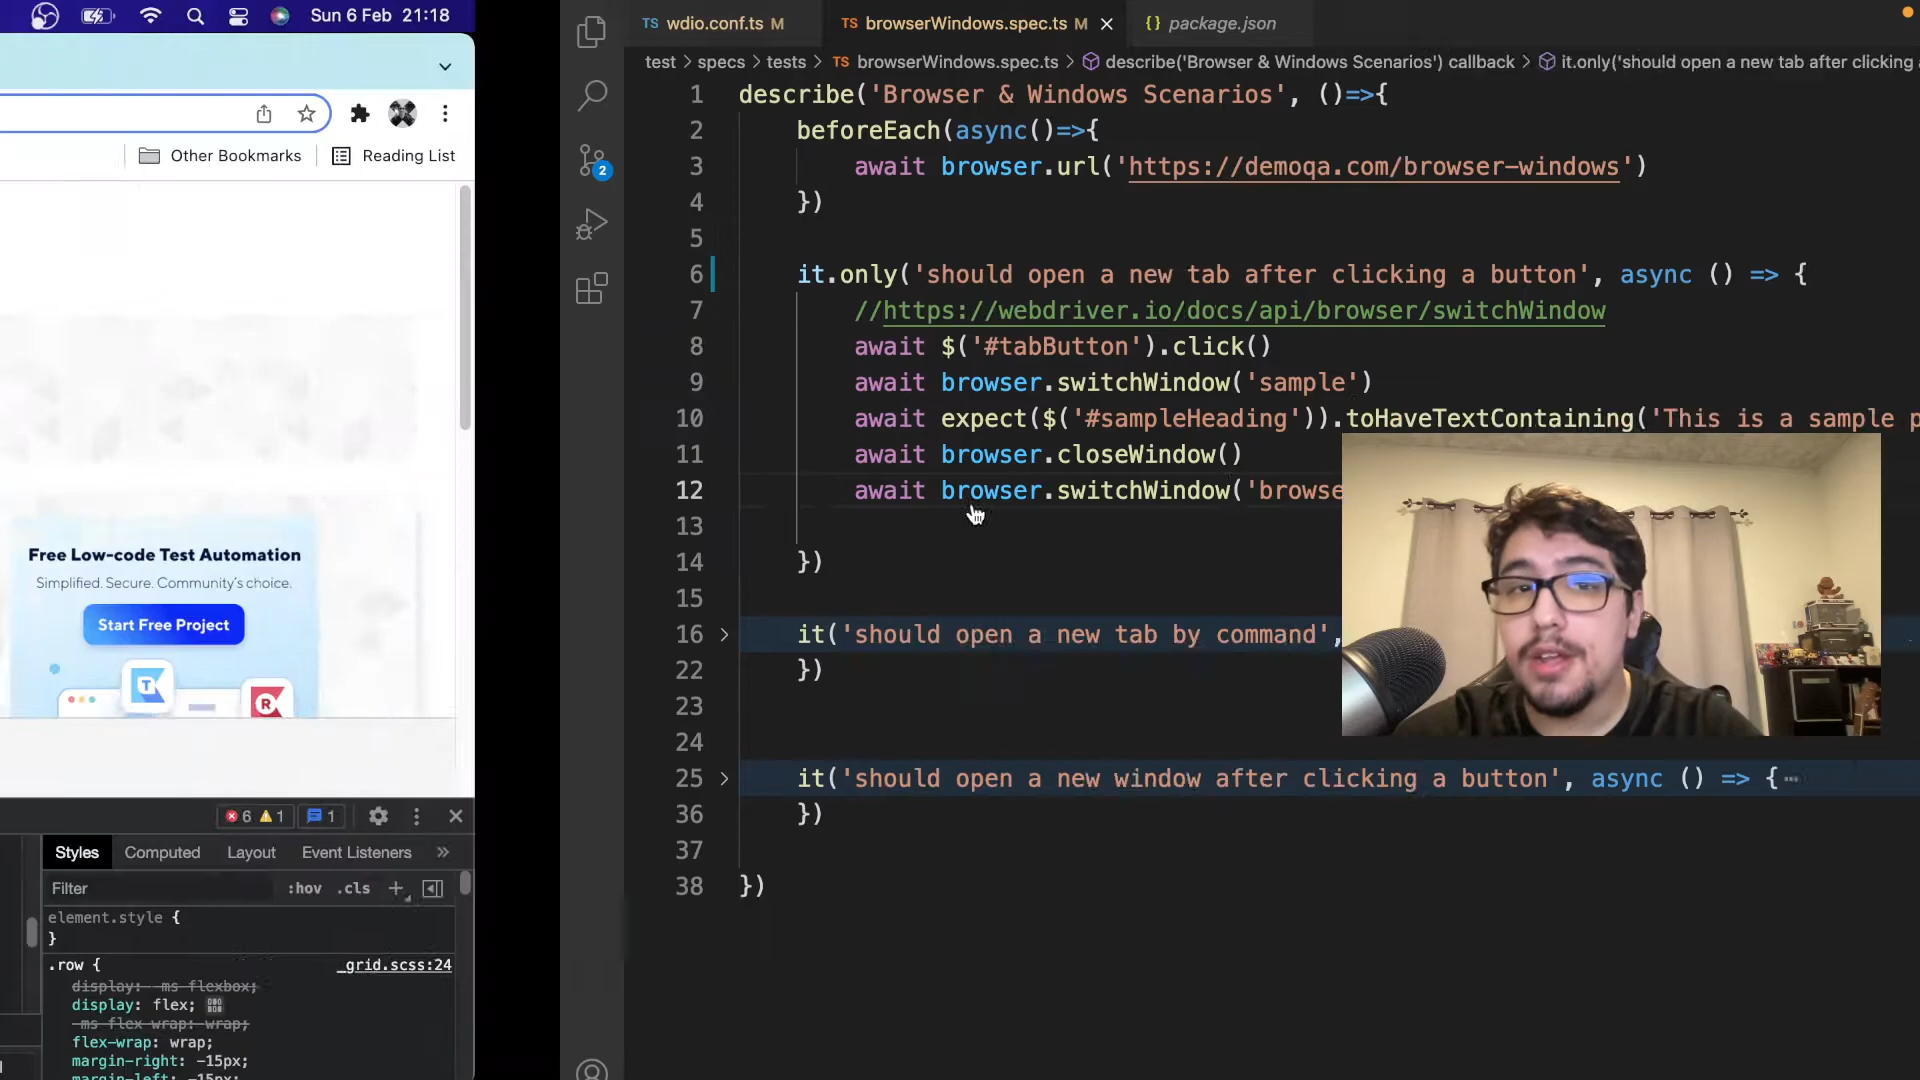 Sun 6 Feb 21:18
Other Bookmarks
Reading List
Free Low-code Test Automation
Simplified. Secure. Community's choice.
Start Free Project
T
R
6 1 1
Styles Computed Layout Event Listeners »
Filter :hov .cls +
element.style {
}
.row { _grid.scss:24
display: -ms-flexbox;
display: flex;
-ms-flex-wrap: wrap;
flex-wrap: wrap;
margin-right: -15px;
margin-left: -15px;
2
TS wdio.conf.ts M
TS browserWindows.spec.ts M ×
{} package.json
test > specs > tests > TS browserWindows.spec.ts > describe('Browser & Windows Scenarios') callback > it.only('should open a new tab after clicking
1 describe('Browser & Windows Scenarios', ()=>{
2 beforeEach(async()=>{
3 await browser.url('https://demoqa.com/browser-windows')
4 })
5
6 it.only('should open a new tab after clicking a button', async () => {
7 //https://webdriver.io/docs/api/browser/switchWindow
8 await $('#tabButton').click()
9 await browser.switchWindow('sample')
10 await expect($('#sampleHeading')).toHaveTextContaining('This is a sample p
11 await browser.closeWindow()
12 await browser.switchWindow('browse
13
14 })
15
16 it('should open a new tab by command',
22 })
23
24
25 it('should open a new window after clicking a button', async () => {
36 })
37
38 })